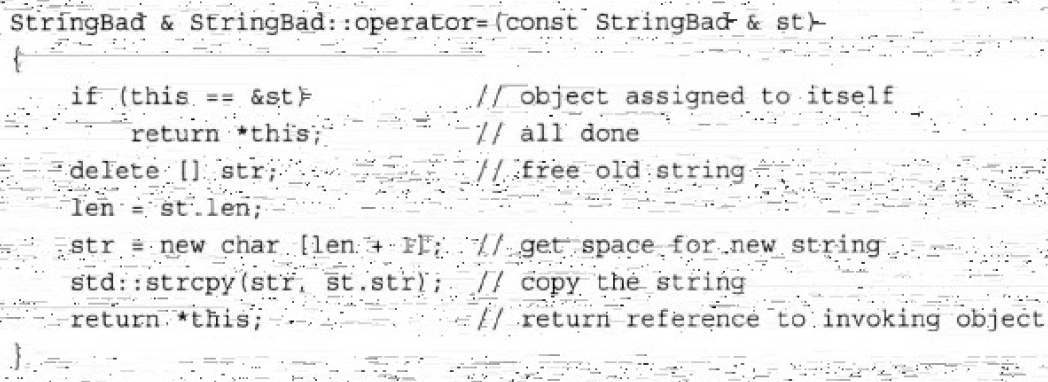 StringBad & StringBad::operator=(const StringBad & st)
{
    if (this == &st)             // object assigned to itself
        return *this;            // all done
    delete [] str;               // free old string
    len = st.len;
    str = new char [len + 1];    // get space for new string
    std::strcpy(str, st.str);    // copy the string
    return *this;                // return reference to invoking object
}